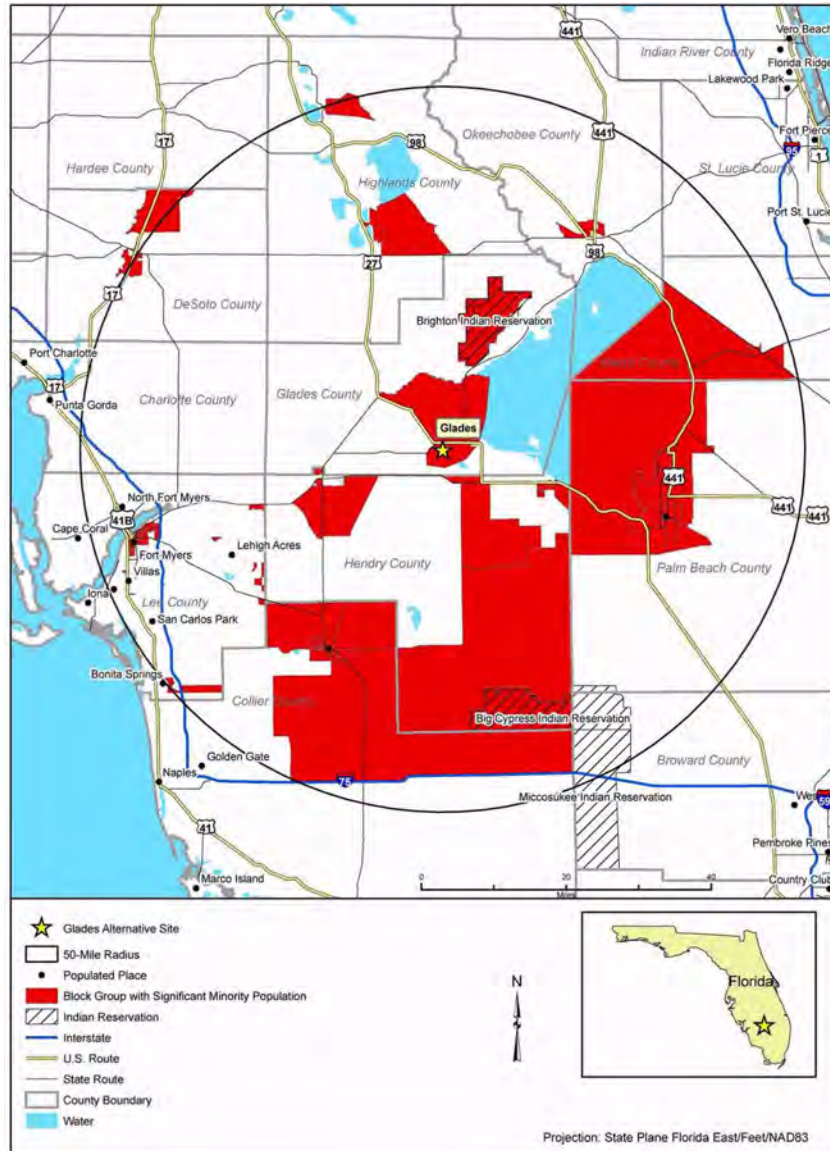 441
Vero Beach
Indian River County
Florida Ridge
Lakewood Park
17
98
Okeechobee County
441
Fort Pierce
95
1
Hardee County
Highlands County
St. Lucie County
Port St. Lucie
27
98
17
DeSoto County
Brighton Indian Reservation
Port Charlotte
17
Punta Gorda
Charlotte County
Glades County
Glades
441
441
441
North Fort Myers
41B
Cape Coral
Fort Myers
Lehigh Acres
Hendry County
Palm Beach County
Villas
Iona
Lee County
San Carlos Park
Bonita Springs
Collier
Big Cypress Indian Reservation
Golden Gate
Broward County
Naples
75
Miccosukee Indian Reservation
41
Pembroke Pines
Marco Island
0
20
40
Miles
Country Club
Glades Alternative Site
50-Mile Radius
Populated Place
Block Group with Significant Minority Population
Indian Reservation
Interstate
U.S. Route
State Route
County Boundary
Water
N
Florida
Projection: State Plane Florida East/Feet/NAD83